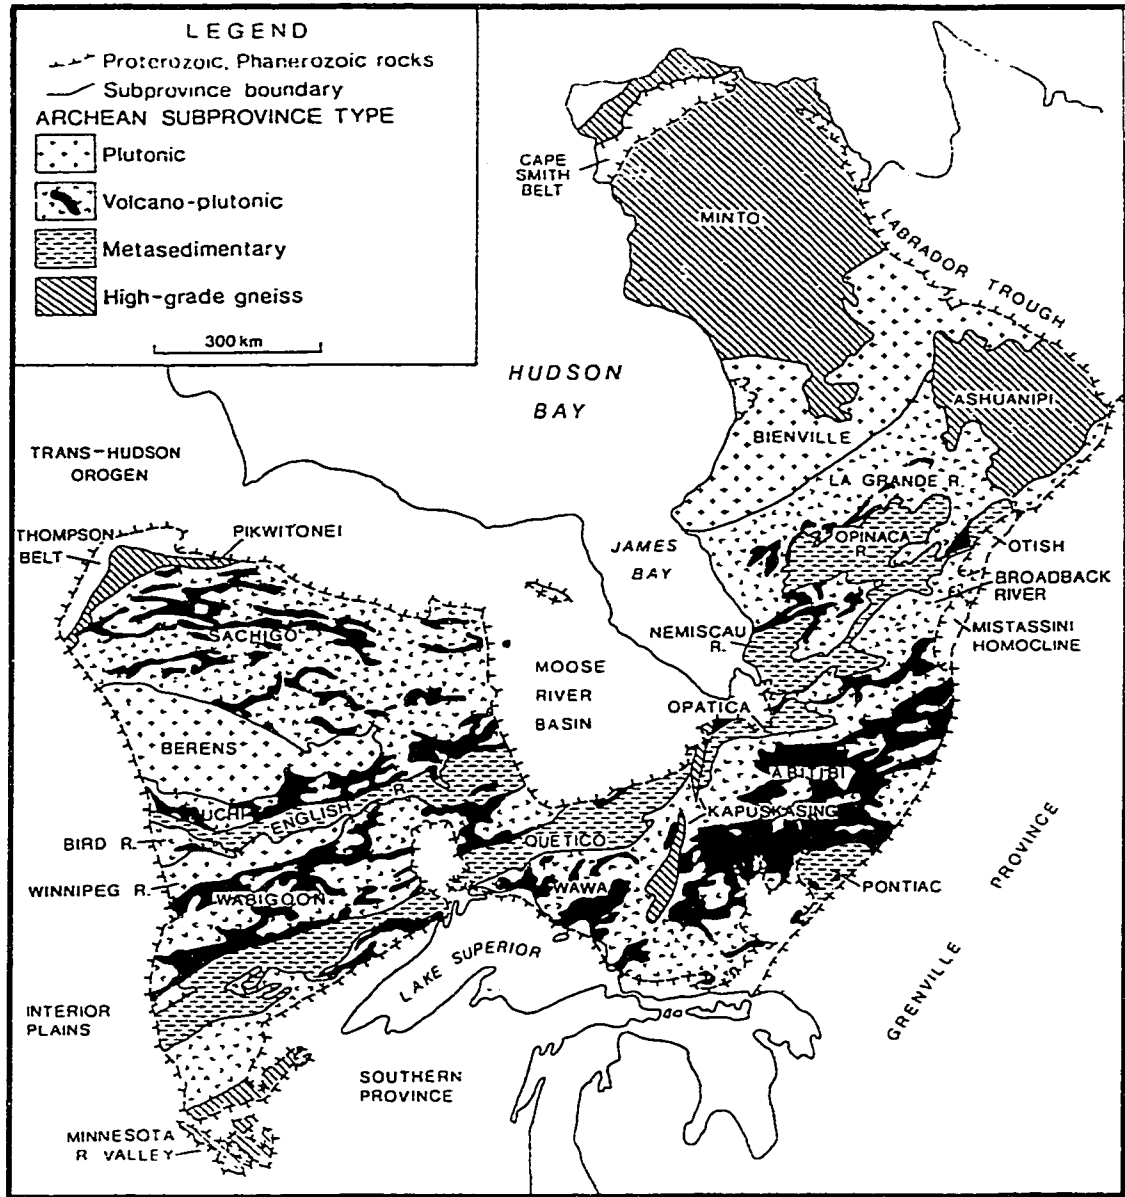 LEGEND
Proterozoic, Phanerozoic rocks
Subprovince boundary
ARCHEAN SUBPROVINCE TYPE
Plutonic
Volcano-plutonic
Metasedimentary
High-grade gneiss
300 km
CAPE
SMITH
BELT
MINTO
LABRADOR TROUGH
HUDSON
BAY
ASHUANIPI
BIENVILLE
TRANS-HUDSON
OROGEN
LA GRANDE R.
THOMPSON
BELT
PIKWITONEI
JAMES
BAY
OPINACA
R.
OTISH
BROADBACK
RIVER
SACHIGO
NEMISCAU
R.
MISTASSINI
HOMOCLINE
MOOSE
RIVER
BASIN
OPATICA
BERENS
ABITIBI
UCHI
ENGLISH R.
KAPUSKASING
BIRD R.
QUETICO
WINNIPEG R.
WABIGOON
WAWA
PONTIAC
GRENVILLE PROVINCE
LAKE SUPERIOR
INTERIOR
PLAINS
SOUTHERN
PROVINCE
MINNESOTA
R VALLEY